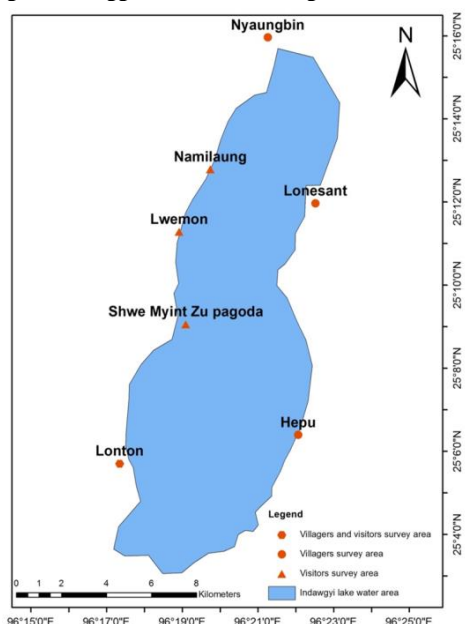 Nyaungbin
N
25°16'0"N
25°14'0"N
Namilaung
Lonesant
25°12'0"N
Lwemon
25°10'0"N
Shwe Myint Zu pagoda
25°8'0"N
Hepu
Lonton
25°6'0"N
Legend
Villagers and visitors survey area
25°4'0"N
Villagers survey area
Visitors survey area
0 1 2 4 6 8
Kilometers
Indawgyi lake water area
96°15'0"E 96°17'0"E 96°19'0"E 96°21'0"E 96°23'0"E 96°25'0"E